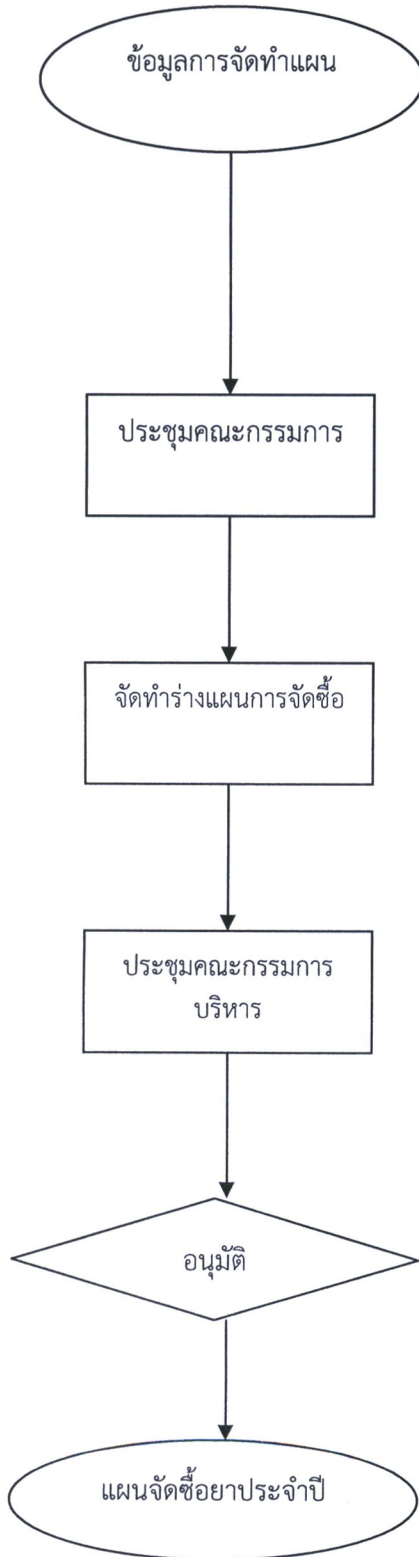 ข้อมูลการจัดทำแผน
ประชุมคณะกรรมการ
จัดทำร่างแผนการจัดซื้อ
ประชุมคณะกรรมการ
บริหาร
อนุมัติ
แผนจัดซื้อยาประจำปี